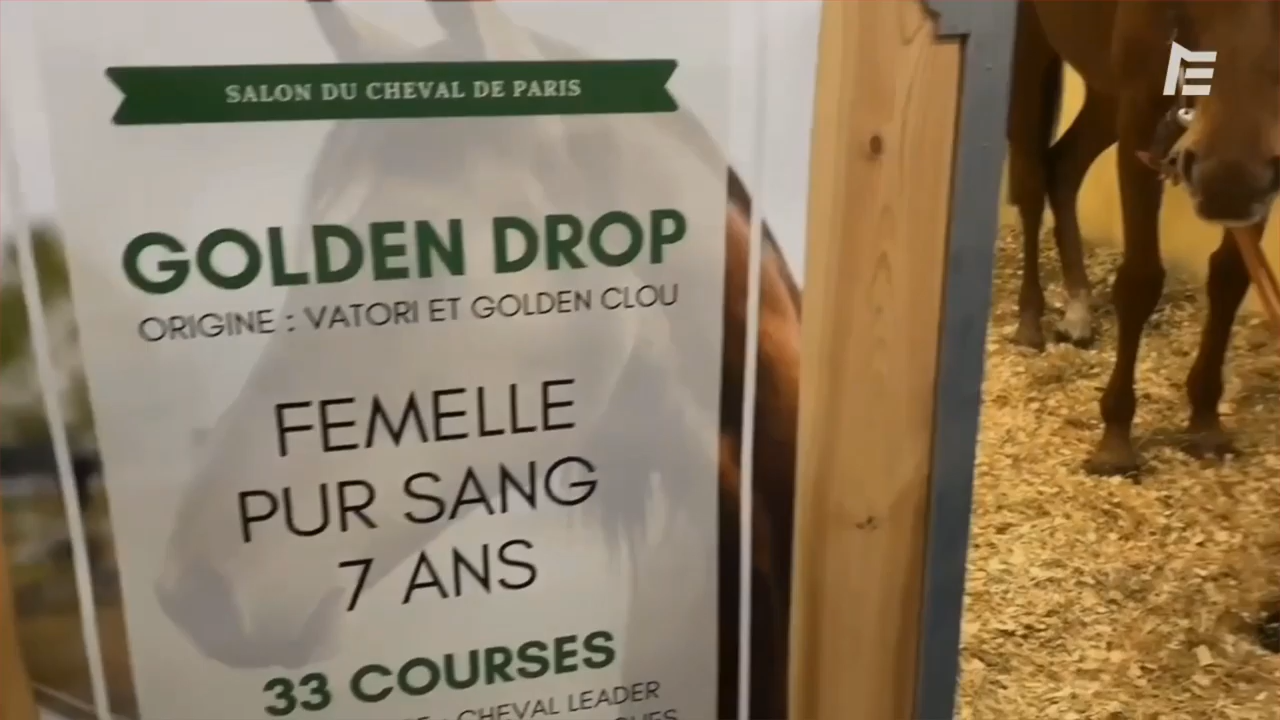 SALON DU CHEVAL DE PARIS
GOLDEN DROP
ORIGINE : VATORI ET GOLDEN CLOU
FEMELLE
PUR SANG
7 ANS
33 COURSES
: CHEVAL LEADER